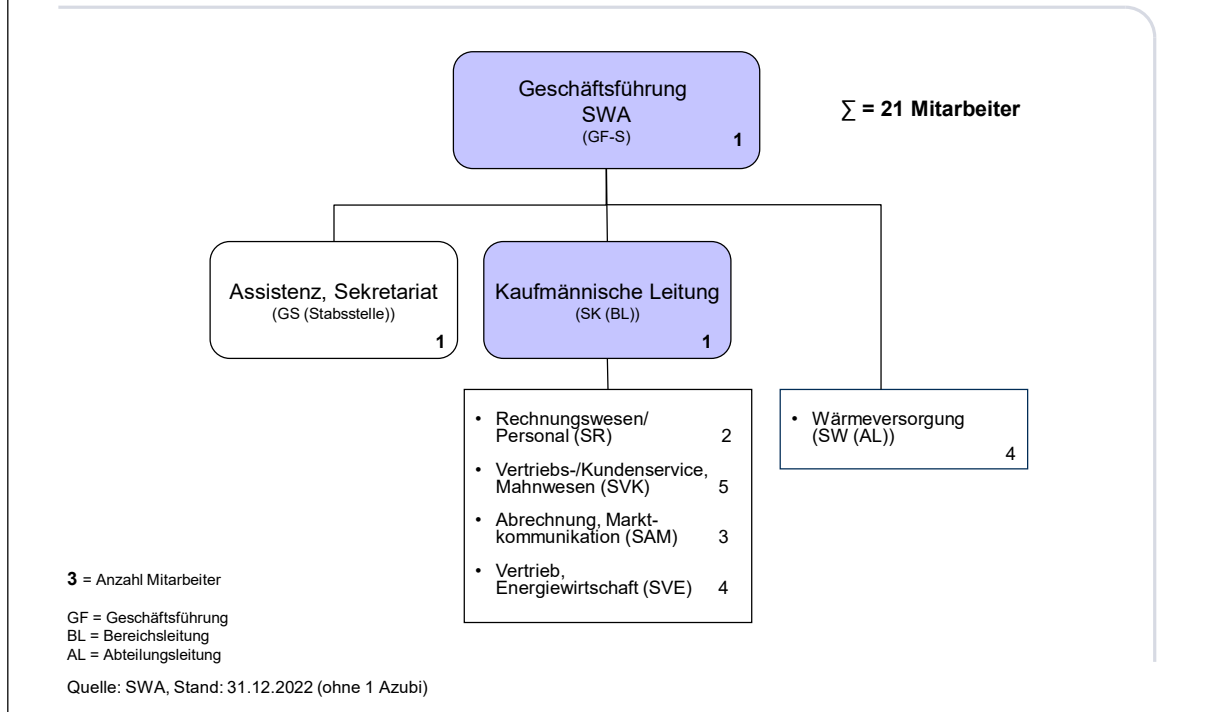 Geschäftsführung
SWA
(GF-S)
1
∑ = 21 Mitarbeiter
Assistenz, Sekretariat
(GS (Stabsstelle))
1
Kaufmännische Leitung
(SK (BL))
1
• Rechnungswesen/
Personal (SR) 2
• Vertriebs-/Kundenservice,
Mahnwesen (SVK) 5
• Abrechnung, Markt-
kommunikation (SAM) 3
• Vertrieb,
Energiewirtschaft (SVE) 4
• Wärmeversorgung
(SW (AL))
4
3 = Anzahl Mitarbeiter
GF = Geschäftsführung
BL = Bereichsleitung
AL = Abteilungsleitung
Quelle: SWA, Stand: 31.12.2022 (ohne 1 Azubi)